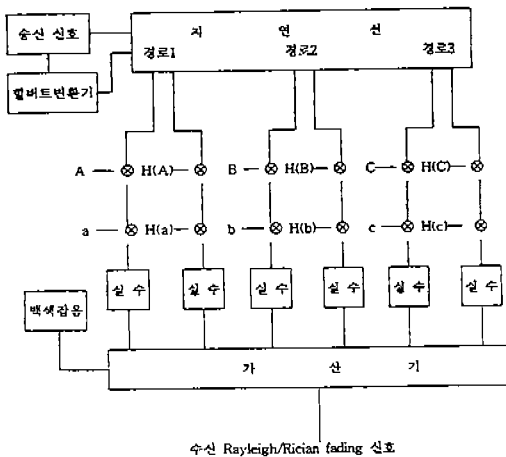 송신 신호
지 연 선
경로1 경로2 경로3
힐버트변환기
A H(A) B H(B) C H(C)
a H(a) b H(b) c H(c)
실수 실수 실수 실수 실수 실수
백색잡음
가 산 기
수신 Rayleigh/Rician fading 신호